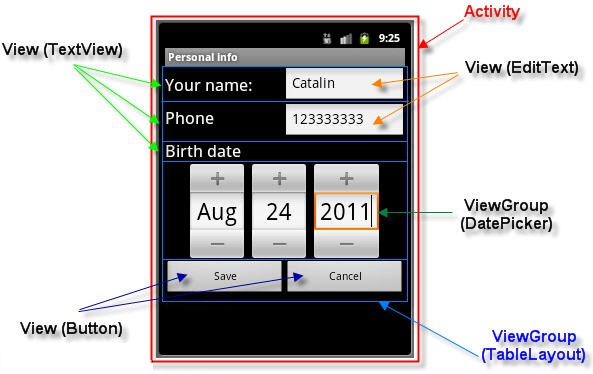 Activity
9:25
Personal info
View (TextView)
View (EditText)
Your name:
Catalin
Phone
123333333
Birth date
+ + +
Aug 24 2011
− − −
ViewGroup
(DatePicker)
Save
Cancel
View (Button)
ViewGroup
(TableLayout)